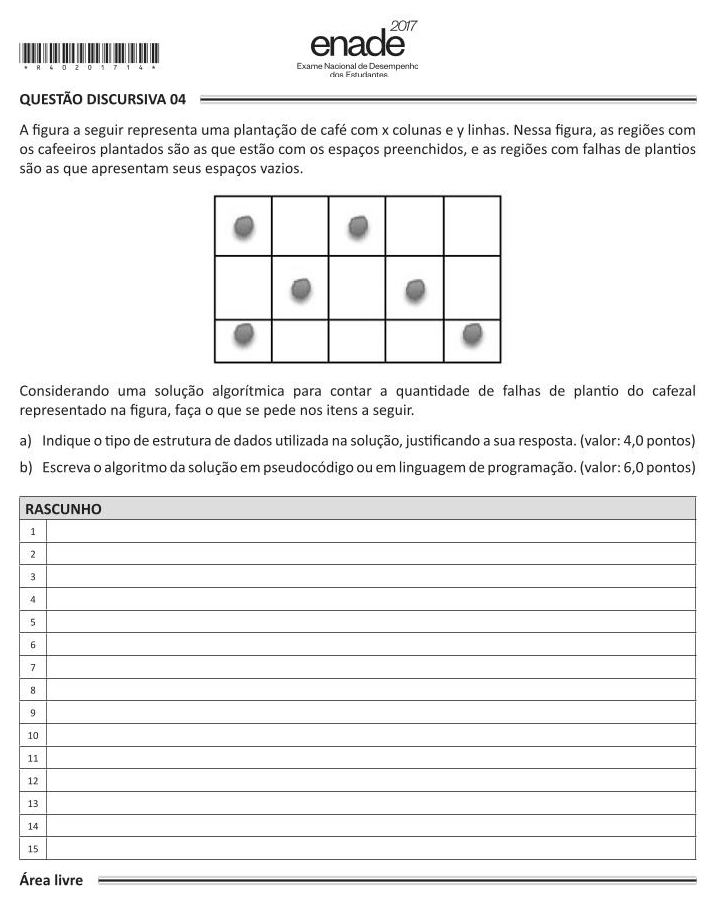 2017
enade
Exame Nacional de Desempenho
dos Estudantes
* R 4 0 2 0 1 7 1 4 *
QUESTÃO DISCURSIVA 04
A figura a seguir representa uma plantação de café com x colunas e y linhas. Nessa figura, as regiões com
os cafeeiros plantados são as que estão com os espaços preenchidos, e as regiões com falhas de plantios
são as que apresentam seus espaços vazios.
Considerando uma solução algorítmica para contar a quantidade de falhas de plantio do cafezal
representado na figura, faça o que se pede nos itens a seguir.
a) Indique o tipo de estrutura de dados utilizada na solução, justificando a sua resposta. (valor: 4,0 pontos)
b) Escreva o algoritmo da solução em pseudocódigo ou em linguagem de programação. (valor: 6,0 pontos)
RASCUNHO
1
2
3
4
5
6
7
8
9
10
11
12
13
14
15
Área livre